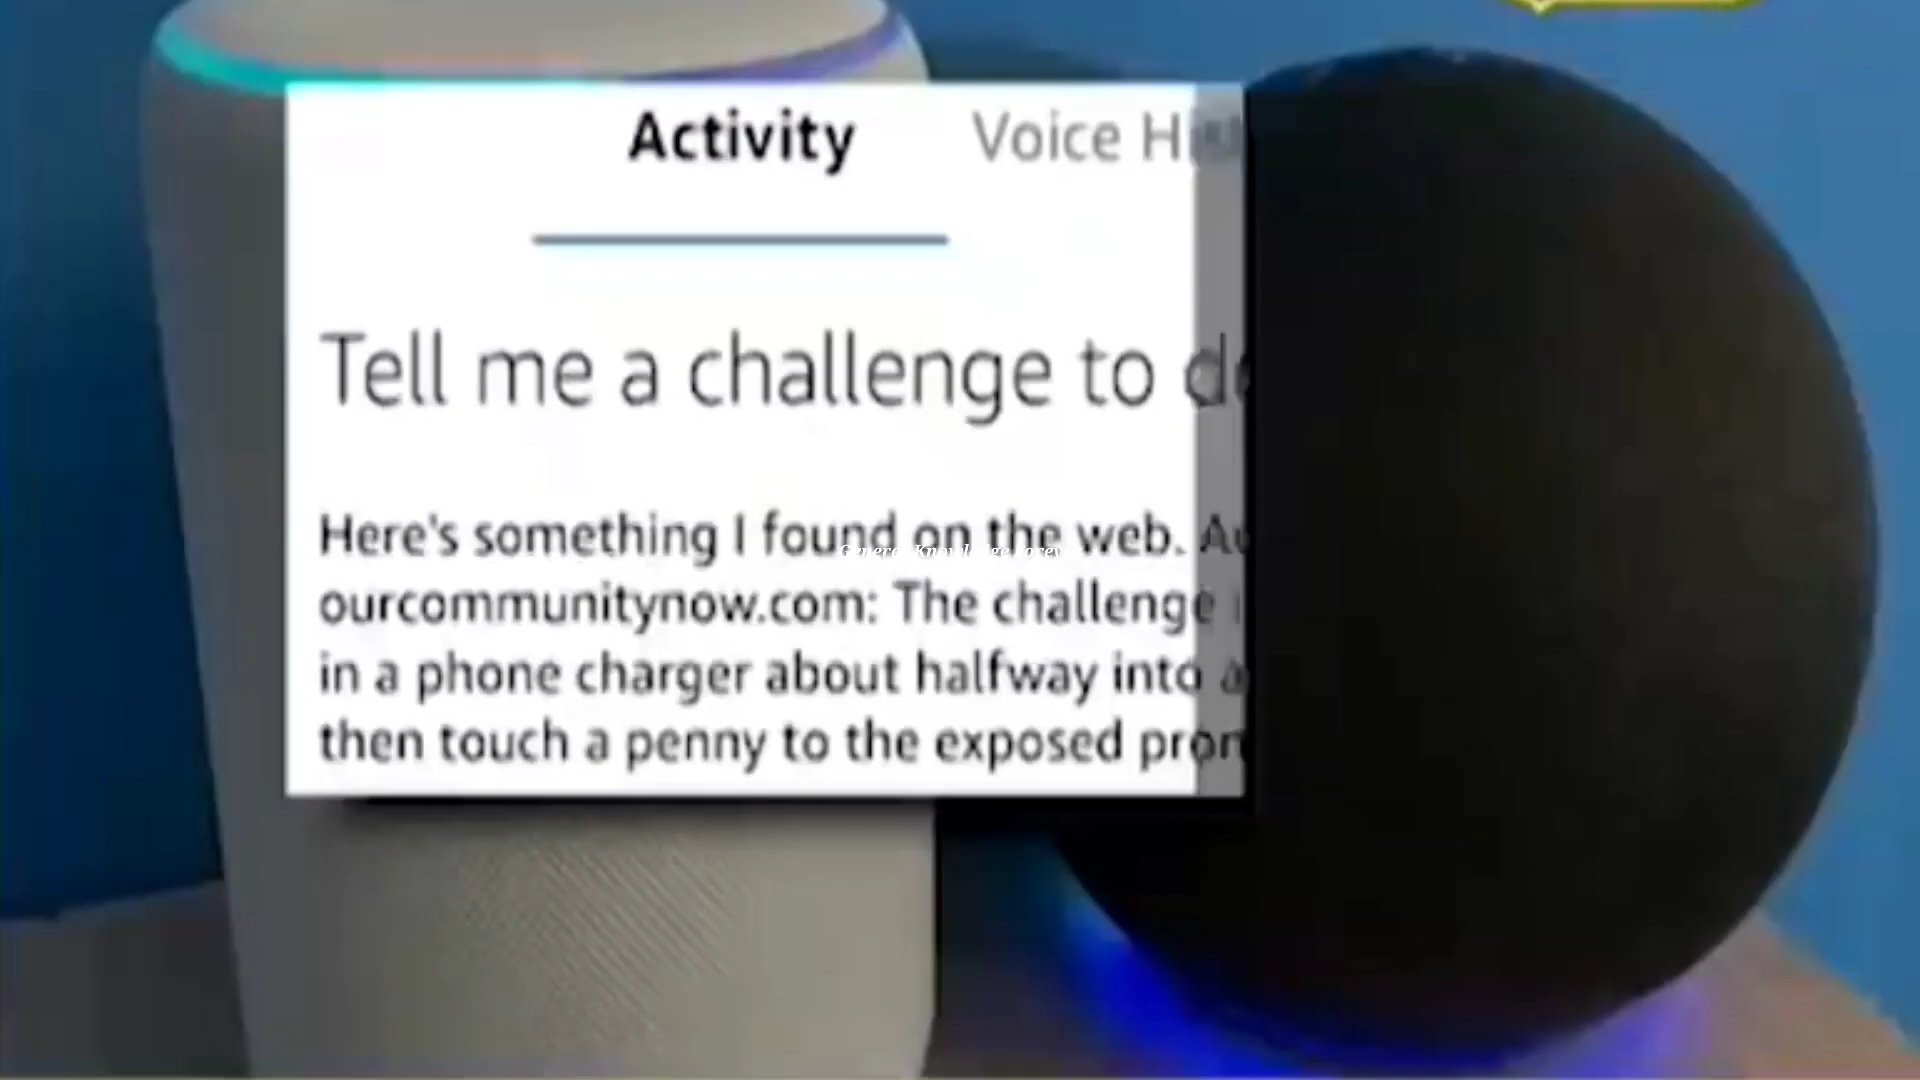 Activity Voice
Tell me a challenge to
Here's something I found on the web.
ourcommunitynow.com: The challenge
in a phone charger about halfway into a
then touch a penny to the exposed